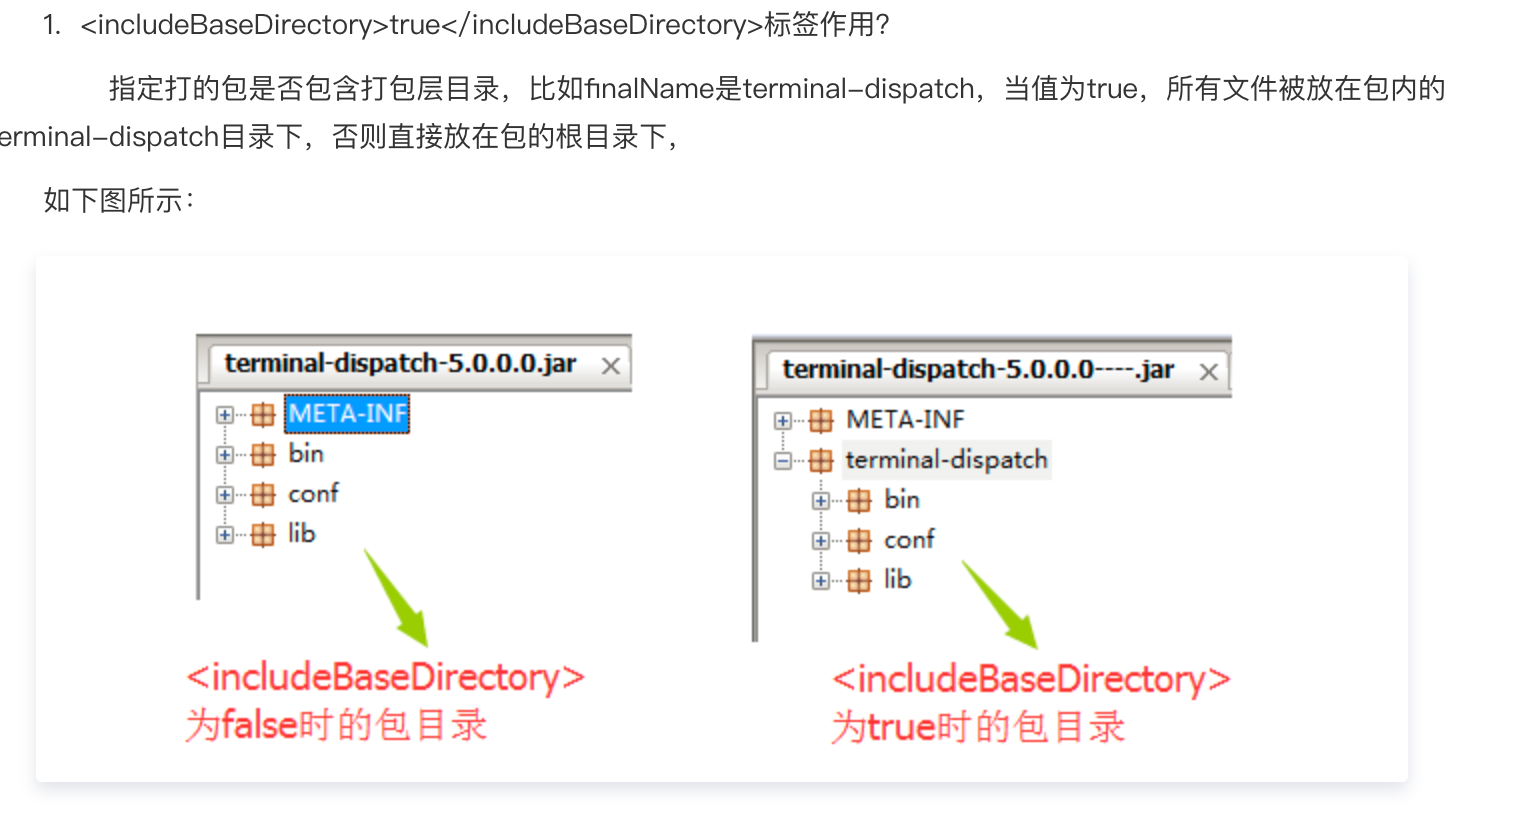 1. <includeBaseDirectory>true</includeBaseDirectory>标签作用?
指定打的包是否包含打包层目录，比如finalName是terminal-dispatch，当值为true，所有文件被放在包内的
erminal-dispatch目录下，否则直接放在包的根目录下，
如下图所示：
terminal-dispatch-5.0.0.0.jar
META-INF
bin
conf
lib
<includeBaseDirectory>
为false时的包目录
terminal-dispatch-5.0.0.0----.jar
META-INF
terminal-dispatch
bin
conf
lib
<includeBaseDirectory>
为true时的包目录